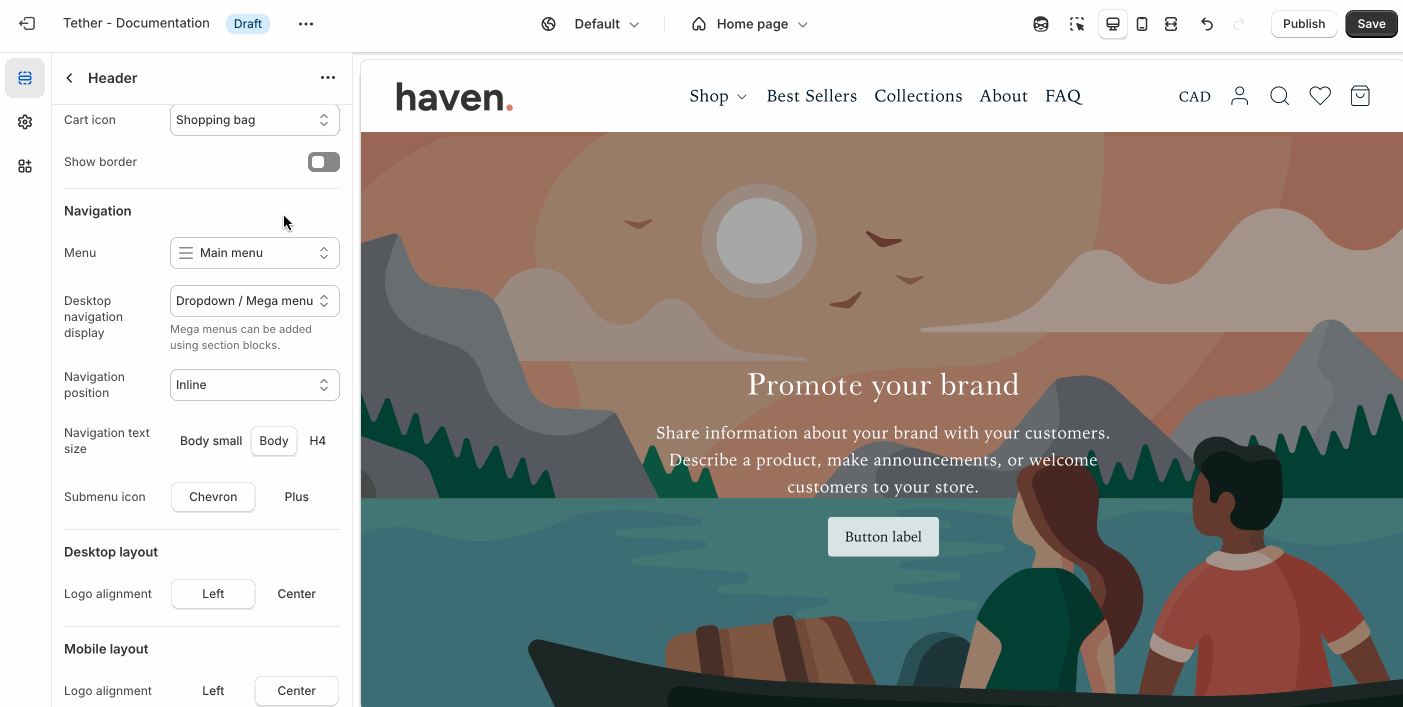 Tether - Documentation
Draft
Default
Home page
Publish
Save
Header
Cart icon
Shopping bag
Show border
Navigation
Menu
Main menu
Desktop
navigation
display
Dropdown / Mega menu
Mega menus can be added
using section blocks.
Navigation
position
Inline
Navigation text
size
Body small
Body
H4
Submenu icon
Chevron
Plus
Desktop layout
Logo alignment
Left
Center
Mobile layout
Logo alignment
Left
Center
haven.
Shop
Best Sellers
Collections
About
FAQ
CAD
Promote your brand
Share information about your brand with your customers.
Describe a product, make announcements, or welcome
customers to your store.
Button label